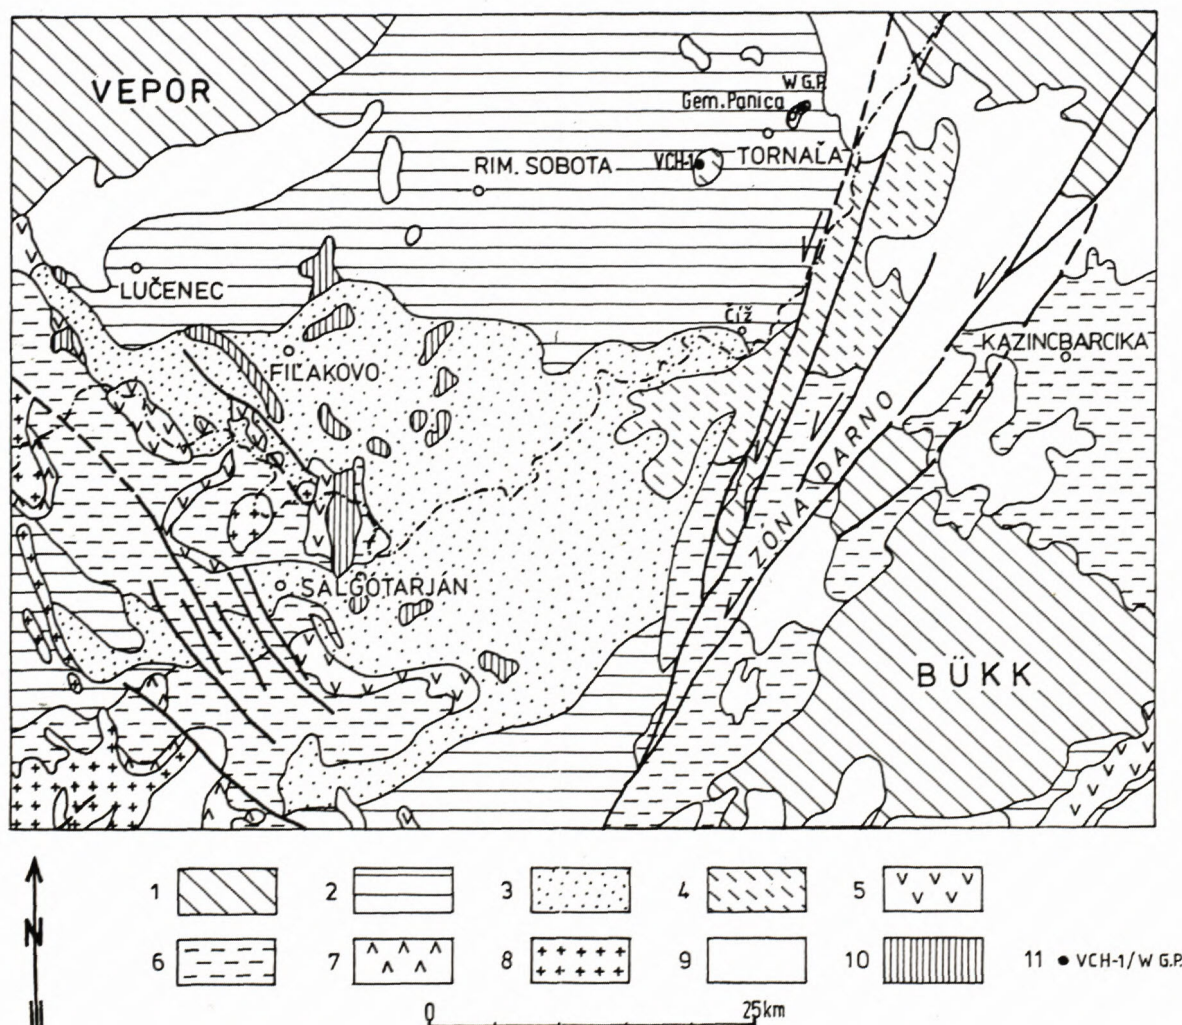 VEPOR
W G.P.
Gem. Panica
TORNAĽA
VCH-1
RIM. SOBOTA
LUČENEC
ČÍŽ
KAZINCBARCIKA
FIĽAKOVO
ZÓNA DARNO
SALGÓTARJÁN
BÜKK
1 2 3 4 5
6 7 8 9 10 11 VCH-1/W G.P.
N
0 25km